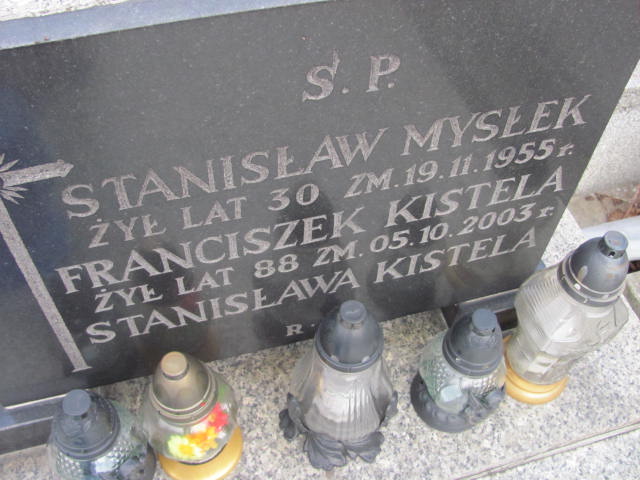 Ś. P.
STANISŁAW MYSŁEK
ŻYŁ LAT 30 ZM. 19.11.1955 r.
FRANCISZEK KISTELA
ŻYŁ LAT 88 ZM. 05.10.2003 r.
STANISŁAWA KISTELA
R.